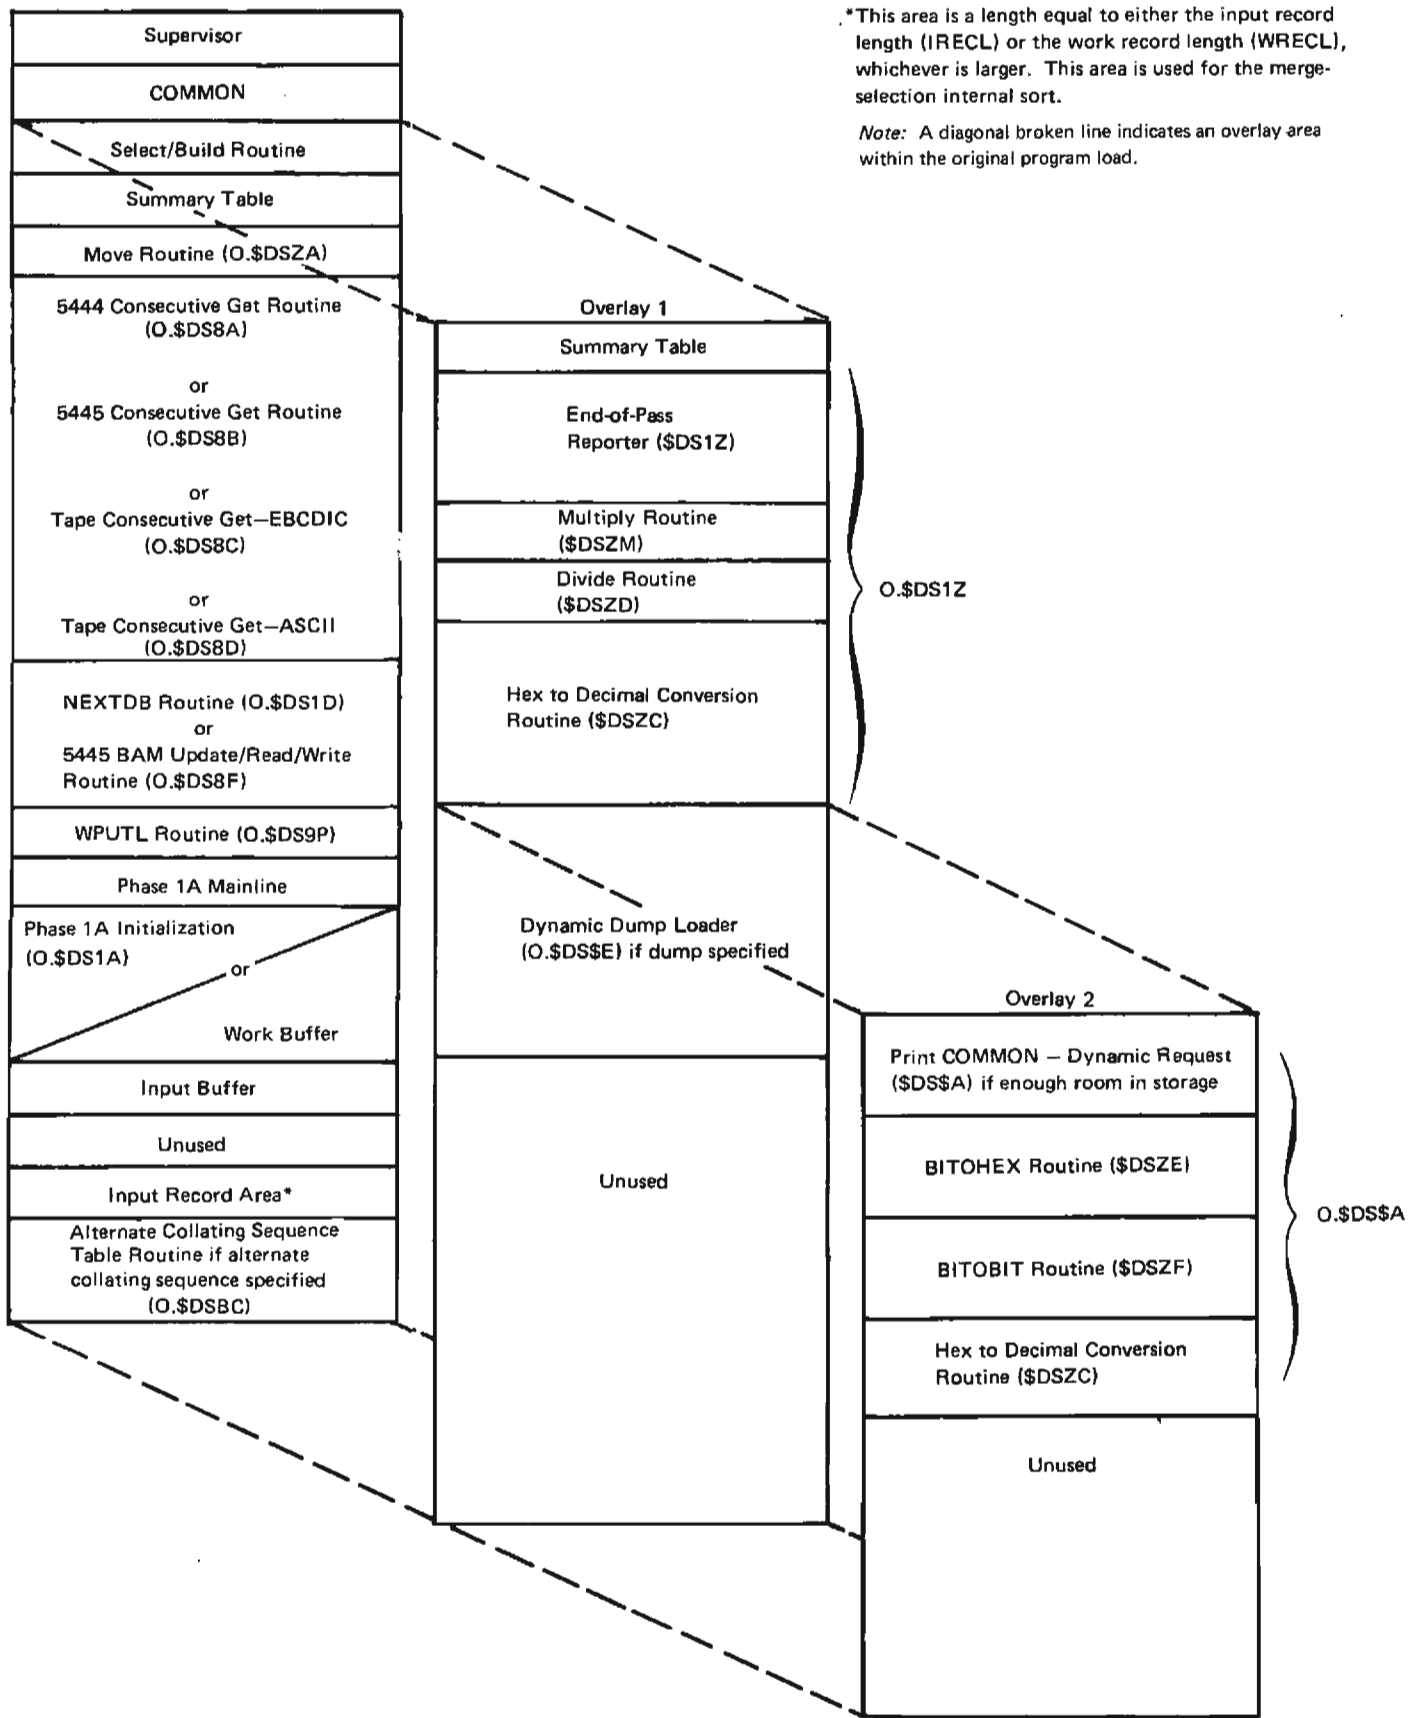 *This area is a length equal to either the input record
length (IRECL) or the work record length (WRECL),
whichever is larger. This area is used for the merge-
selection internal sort.
Note: A diagonal broken line indicates an overlay area
within the original program load.
Supervisor
COMMON
Select/Build Routine
Summary Table
Move Routine (O.$DSZA)
5444 Consecutive Get Routine
(O.$DS8A)
or
5445 Consecutive Get Routine
(O.$DS8B)
or
Tape Consecutive Get—EBCDIC
(O.$DS8C)
or
Tape Consecutive Get—ASCII
(O.$DS8D)
NEXTDB Routine (O.$DS1D)
or
5445 BAM Update/Read/Write
Routine (O.$DS8F)
WPUTL Routine (O.$DS9P)
Phase 1A Mainline
Phase 1A Initialization
(O.$DS1A)
or
Work Buffer
Input Buffer
Unused
Input Record Area*
Alternate Collating Sequence
Table Routine if alternate
collating sequence specified
(O.$DSBC)
Overlay 1
Summary Table
End-of-Pass
Reporter ($DS1Z)
Multiply Routine
($DSZM)
Divide Routine
($DSZD)
Hex to Decimal Conversion
Routine ($DSZC)
O.$DS1Z
Dynamic Dump Loader
(O.$DS$E) if dump specified
Unused
Overlay 2
Print COMMON — Dynamic Request
($DS$A) if enough room in storage
BITOHEX Routine ($DSZE)
BITOBIT Routine ($DSZF)
Hex to Decimal Conversion
Routine ($DSZC)
O.$DS$A
Unused